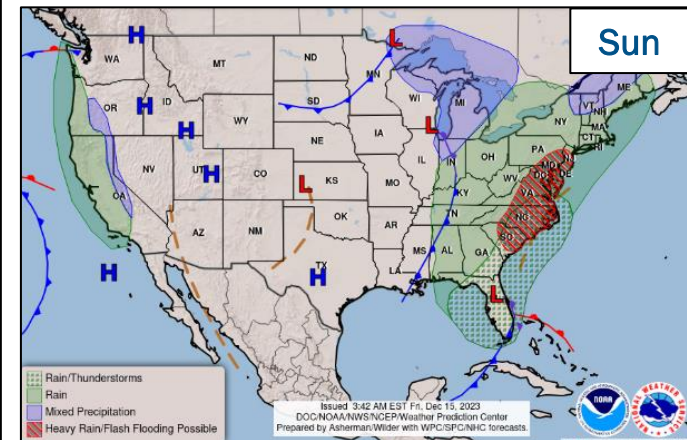 Sun
H
L
WA
MT
ND
MN
ME
H
OR
ID
SD
WI
MI
VT
NH
NY
MA
CT
RI
H
WY
L
IA
NE
PA
H
NV
UT
CO
IL
IN
OH
MD
NJ
DE
DC
WV
VA
L
KS
MO
KY
CA
NC
TN
OK
AR
SC
AZ
NM
MS
AL
GA
H
TX
H
LA
L
Rain/Thunderstorms
Rain
Mixed Precipitation
Heavy Rain/Flash Flooding Possible
Issued 3:42 AM EST Fri, Dec 15, 2023
DOC/NOAA/NWS/NCEP/Weather Prediction Center
Prepared by Asherman/Wilder with WPC/SPC/NHC forecasts.
NOAA
NATIONAL WEATHER SERVICE